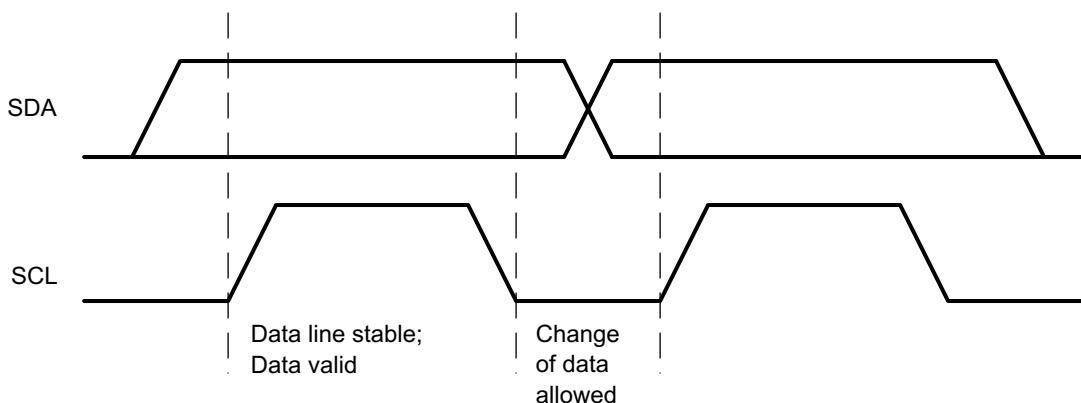 SDA
SCL
Data line stable;
Data valid
Change
of data
allowed